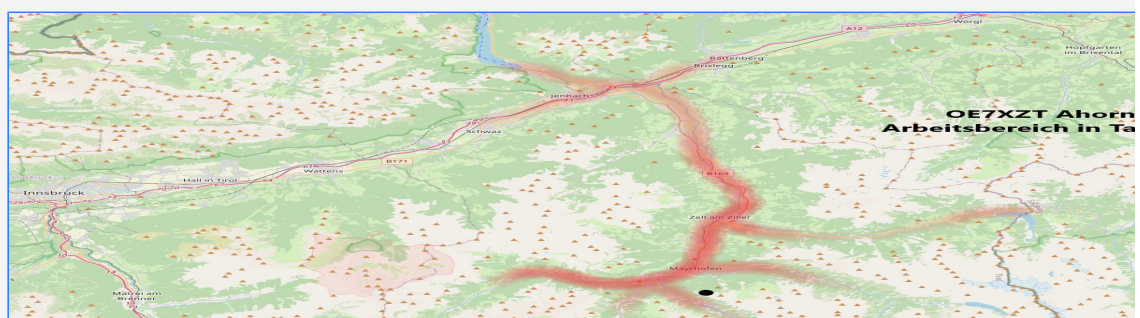 Wörgl
A12
Hopfgarten
im Brixental
Rattenberg
Brixlegg
Jenbach
OE7XZT Ahorn
Arbeitsbereich in Ta
Schwaz
B171
Wattens
Hall in Tirol
Innsbruck
B169
Zell am Ziller
Mayrhofen
Matrei am
Brenner